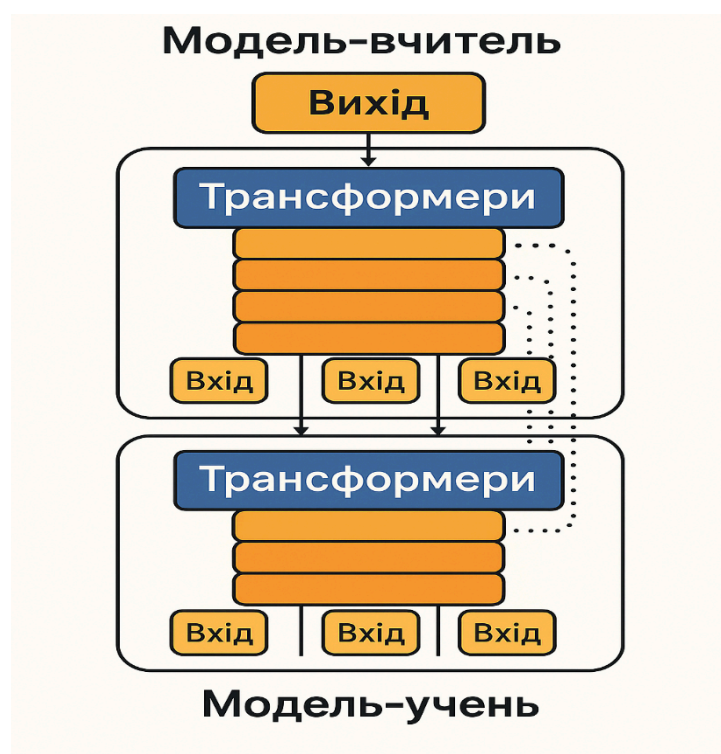 Модель-вчитель
Вихід
Трансформери
Вхід Вхід Вхід
Трансформери
Вхід Вхід Вхід
Модель-учень